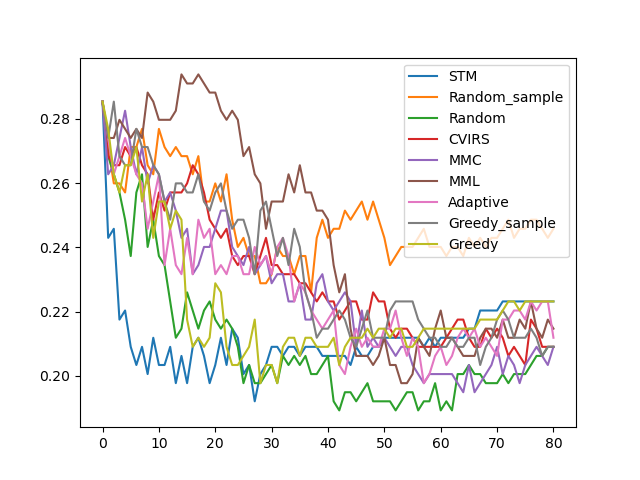 0.28
0.26
0.24
0.22
0.20
0 10 20 30 40 50 60 70 80
STM
Random_sample
Random
CVIRS
MMC
MML
Adaptive
Greedy_sample
Greedy